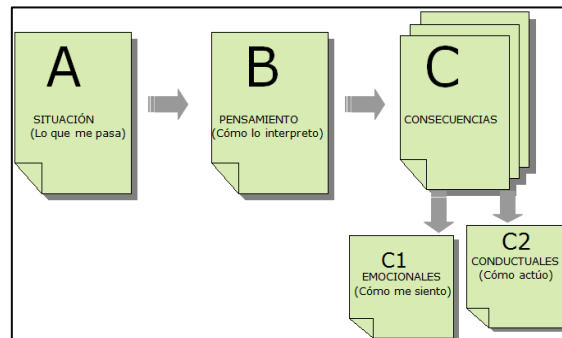 A
SITUACIÓN
(Lo que me pasa)
B
PENSAMIENTO
(Cómo lo interpreto)
C
CONSECUENCIAS
C1
EMOCIONALES
(Cómo me siento)
C2
CONDUCTUALES
(Cómo actúo)